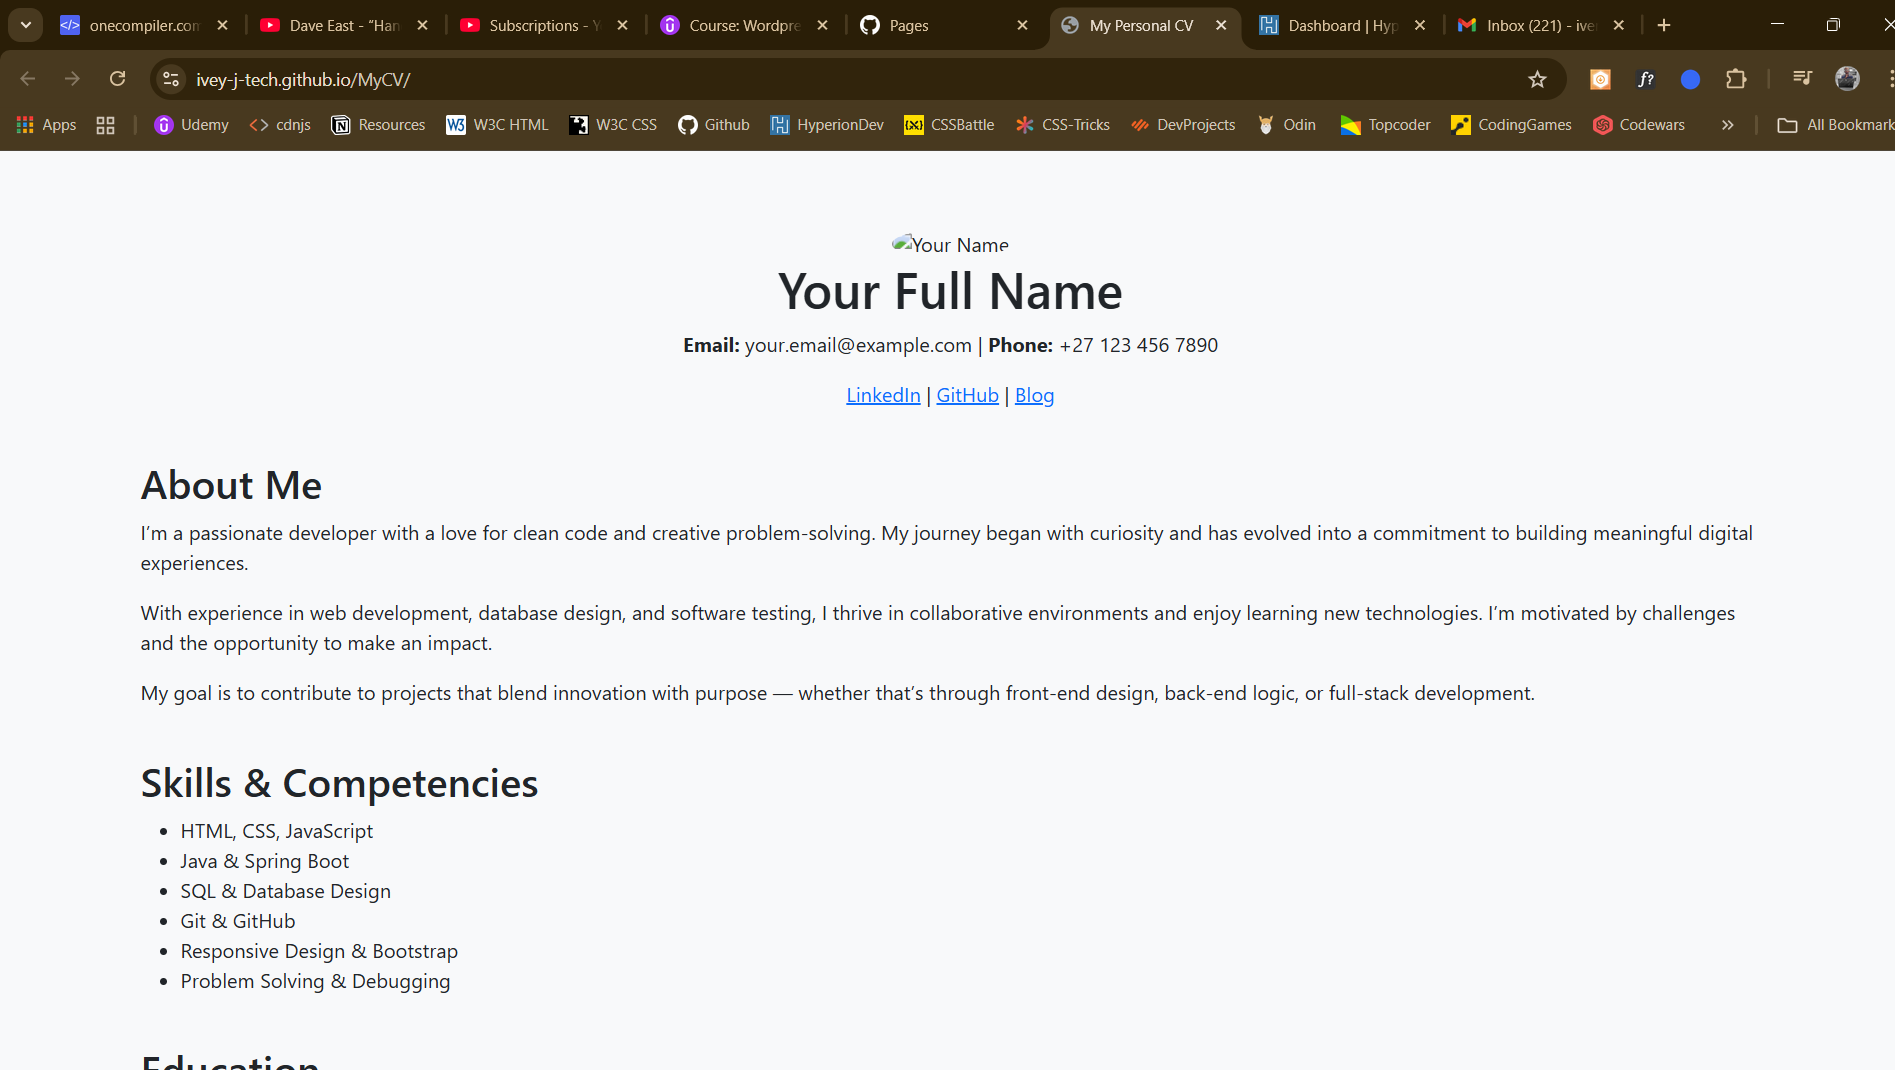 onecompiler.com
Dave East - “Han
Subscriptions - Y
Course: Wordpre
Pages
My Personal CV
Dashboard | Hyp
Inbox (221) - ive
ivey-j-tech.github.io/MyCV/
Apps
Udemy
cdnjs
Resources
W3C HTML
W3C CSS
Github
HyperionDev
CSSBattle
CSS-Tricks
DevProjects
Odin
Topcoder
CodingGames
Codewars
All Bookmark
Your Name
Your Full Name
Email: your.email@example.com | Phone: +27 123 456 7890
LinkedIn | GitHub | Blog
About Me
I’m a passionate developer with a love for clean code and creative problem-solving. My journey began with curiosity and has evolved into a commitment to building meaningful digital
experiences.
With experience in web development, database design, and software testing, I thrive in collaborative environments and enjoy learning new technologies. I’m motivated by challenges
and the opportunity to make an impact.
My goal is to contribute to projects that blend innovation with purpose — whether that’s through front-end design, back-end logic, or full-stack development.
Skills & Competencies
• HTML, CSS, JavaScript
• Java & Spring Boot
• SQL & Database Design
• Git & GitHub
• Responsive Design & Bootstrap
• Problem Solving & Debugging
Education